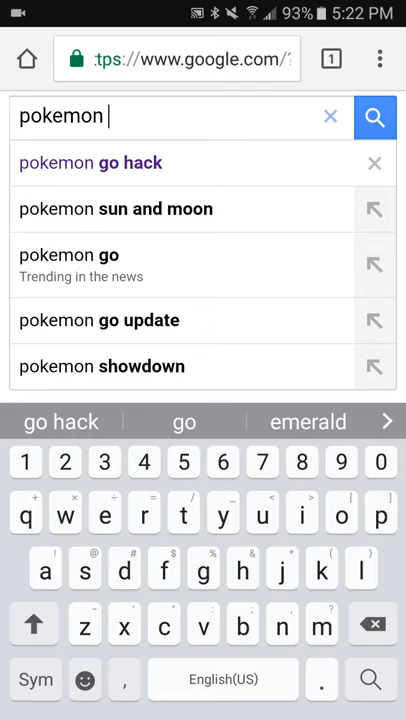 93% 5:22 PM
:tps://www.google.com/
1
pokemon
pokemon go hack
pokemon sun and moon
pokemon go
Trending in the news
pokemon go update
pokemon showdown
go hack go emerald
1 2 3 4 5 6 7 8 9 0
+ × ÷ = / _ < > [ ]
q w e r t y u i o p
! @ # $ % & * ( )
a s d f g h j k l
- ' " : ; , ?
z x c v b n m
Sym , English(US) .